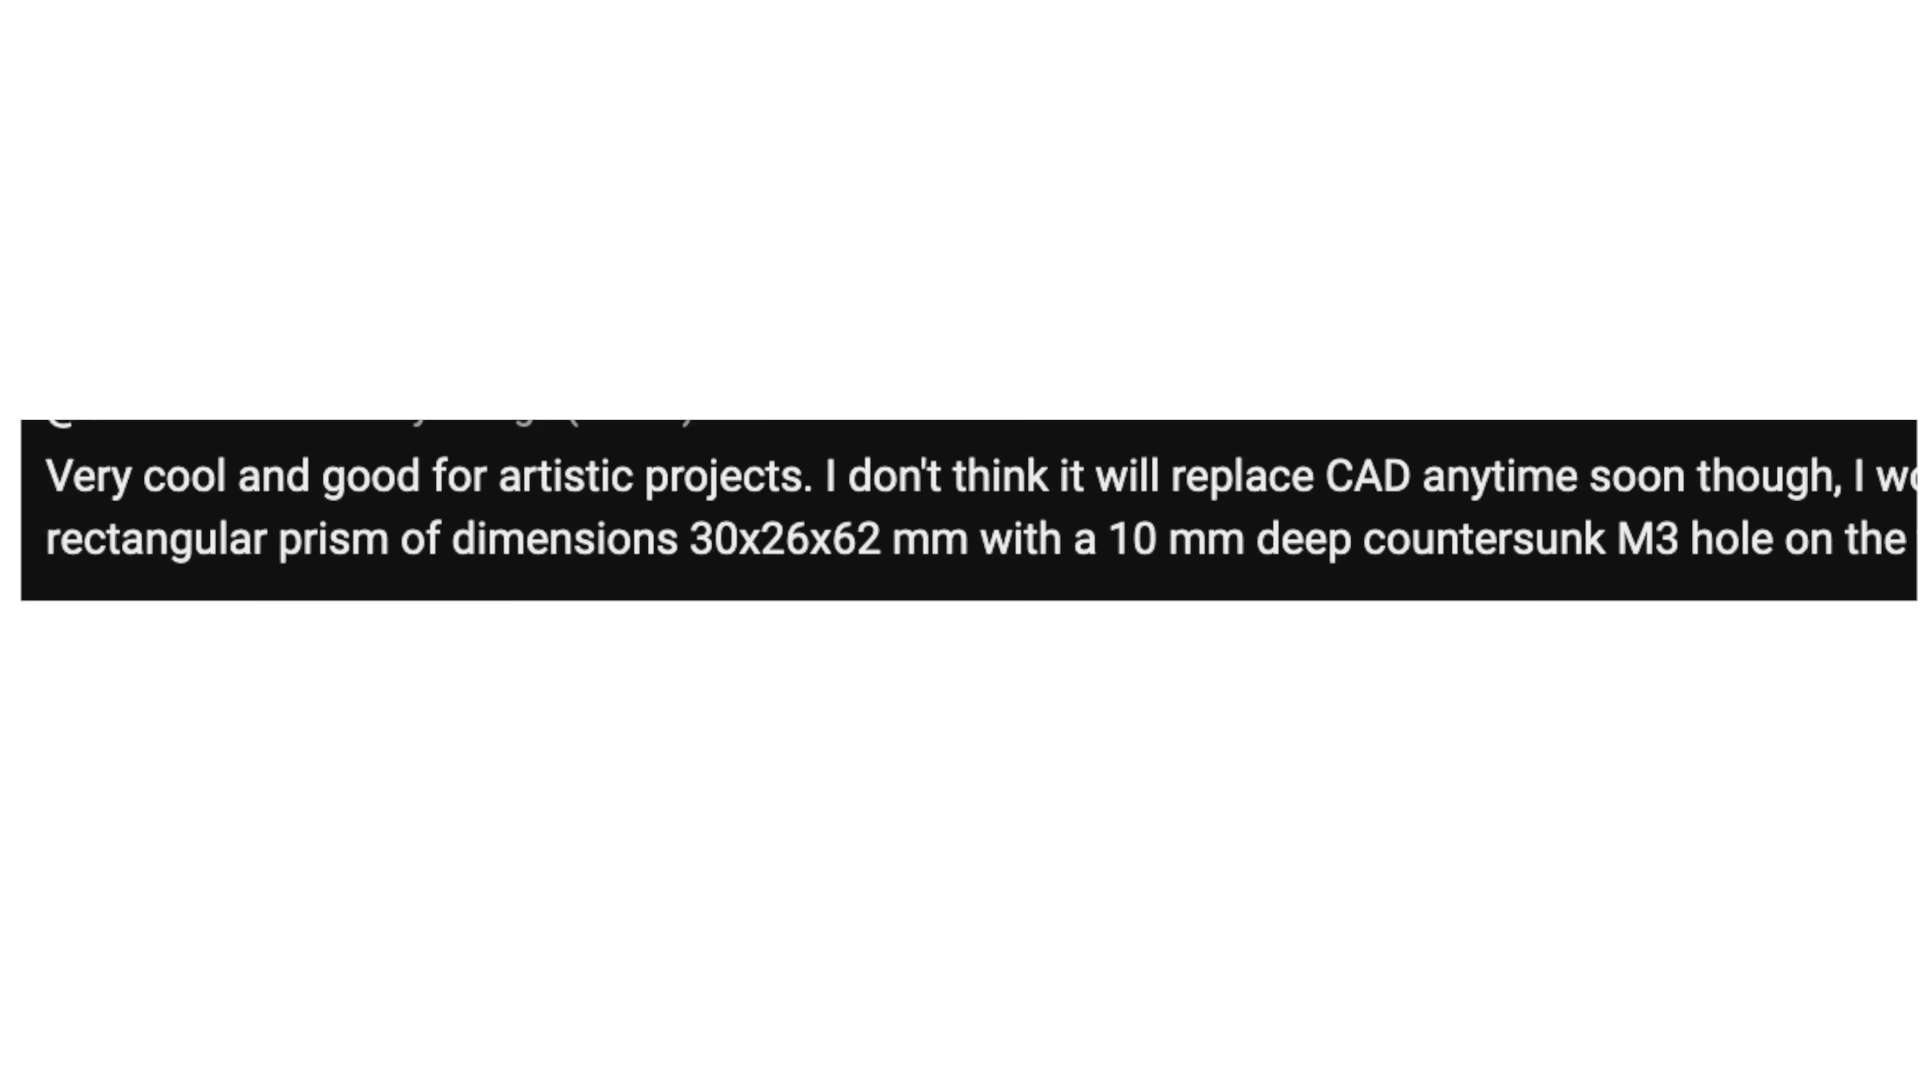 Very cool and good for artistic projects. I don't think it will replace CAD anytime soon though, I
rectangular prism of dimensions 30x26x62 mm with a 10 mm deep countersunk M3 hole on the